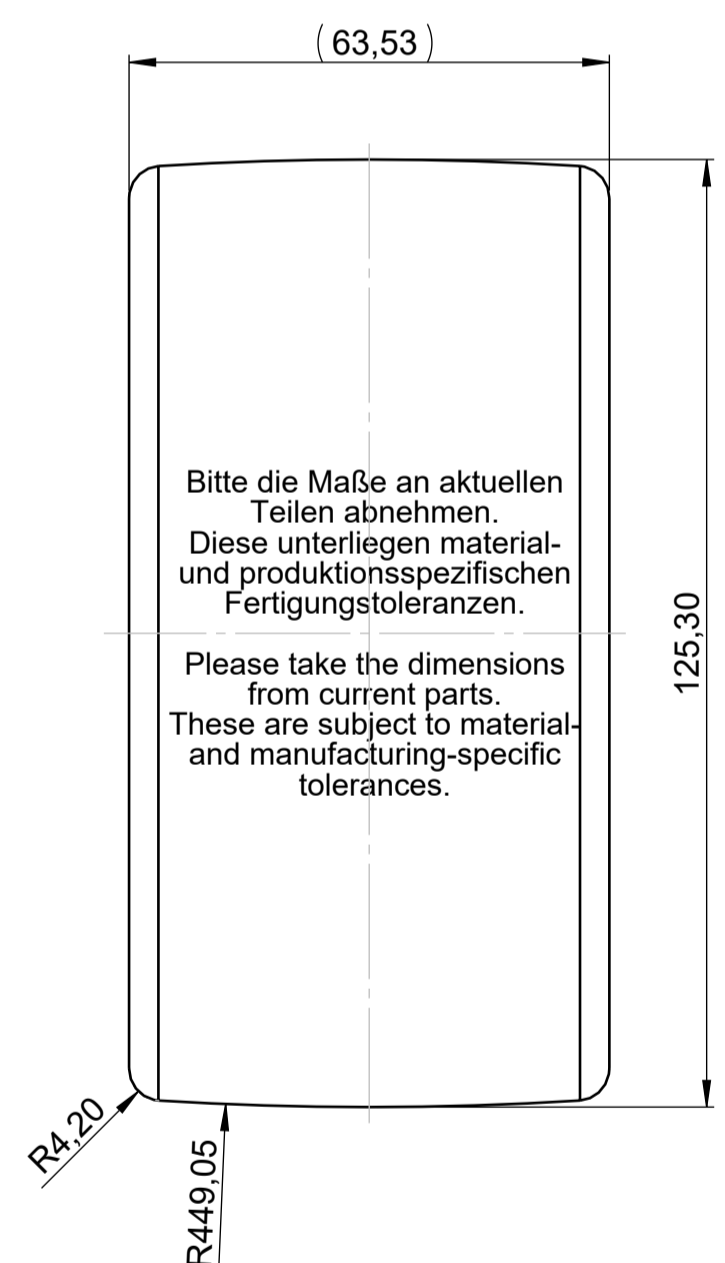 (63,53)
Bitte die Maße an aktuellen
Teilen abnehmen.
Diese unterliegen material-
und produktionsspezifischen
Fertigungstoleranzen.
125,30
Please take the dimensions
from current parts.
These are subject to material-
and manufacturing-specific
tolerances.
R4,20
R449,05